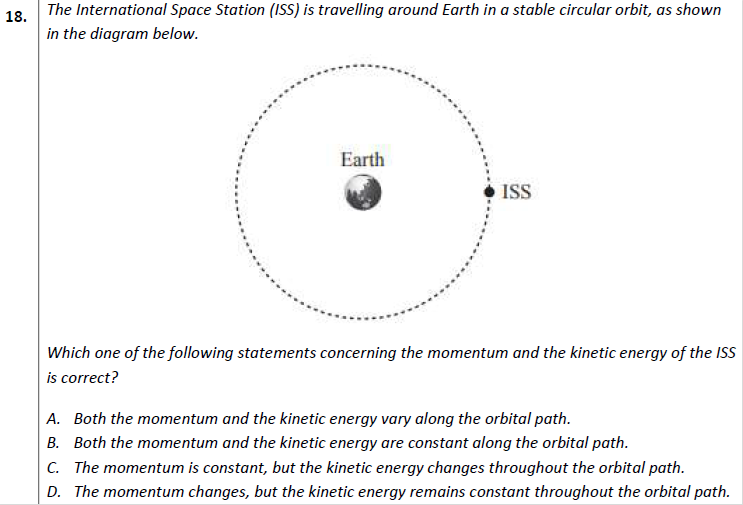 18. The International Space Station (ISS) is travelling around Earth in a stable circular orbit, as shown
in the diagram below.
Earth
ISS
Which one of the following statements concerning the momentum and the kinetic energy of the ISS
is correct?
A. Both the momentum and the kinetic energy vary along the orbital path.
B. Both the momentum and the kinetic energy are constant along the orbital path.
C. The momentum is constant, but the kinetic energy changes throughout the orbital path.
D. The momentum changes, but the kinetic energy remains constant throughout the orbital path.